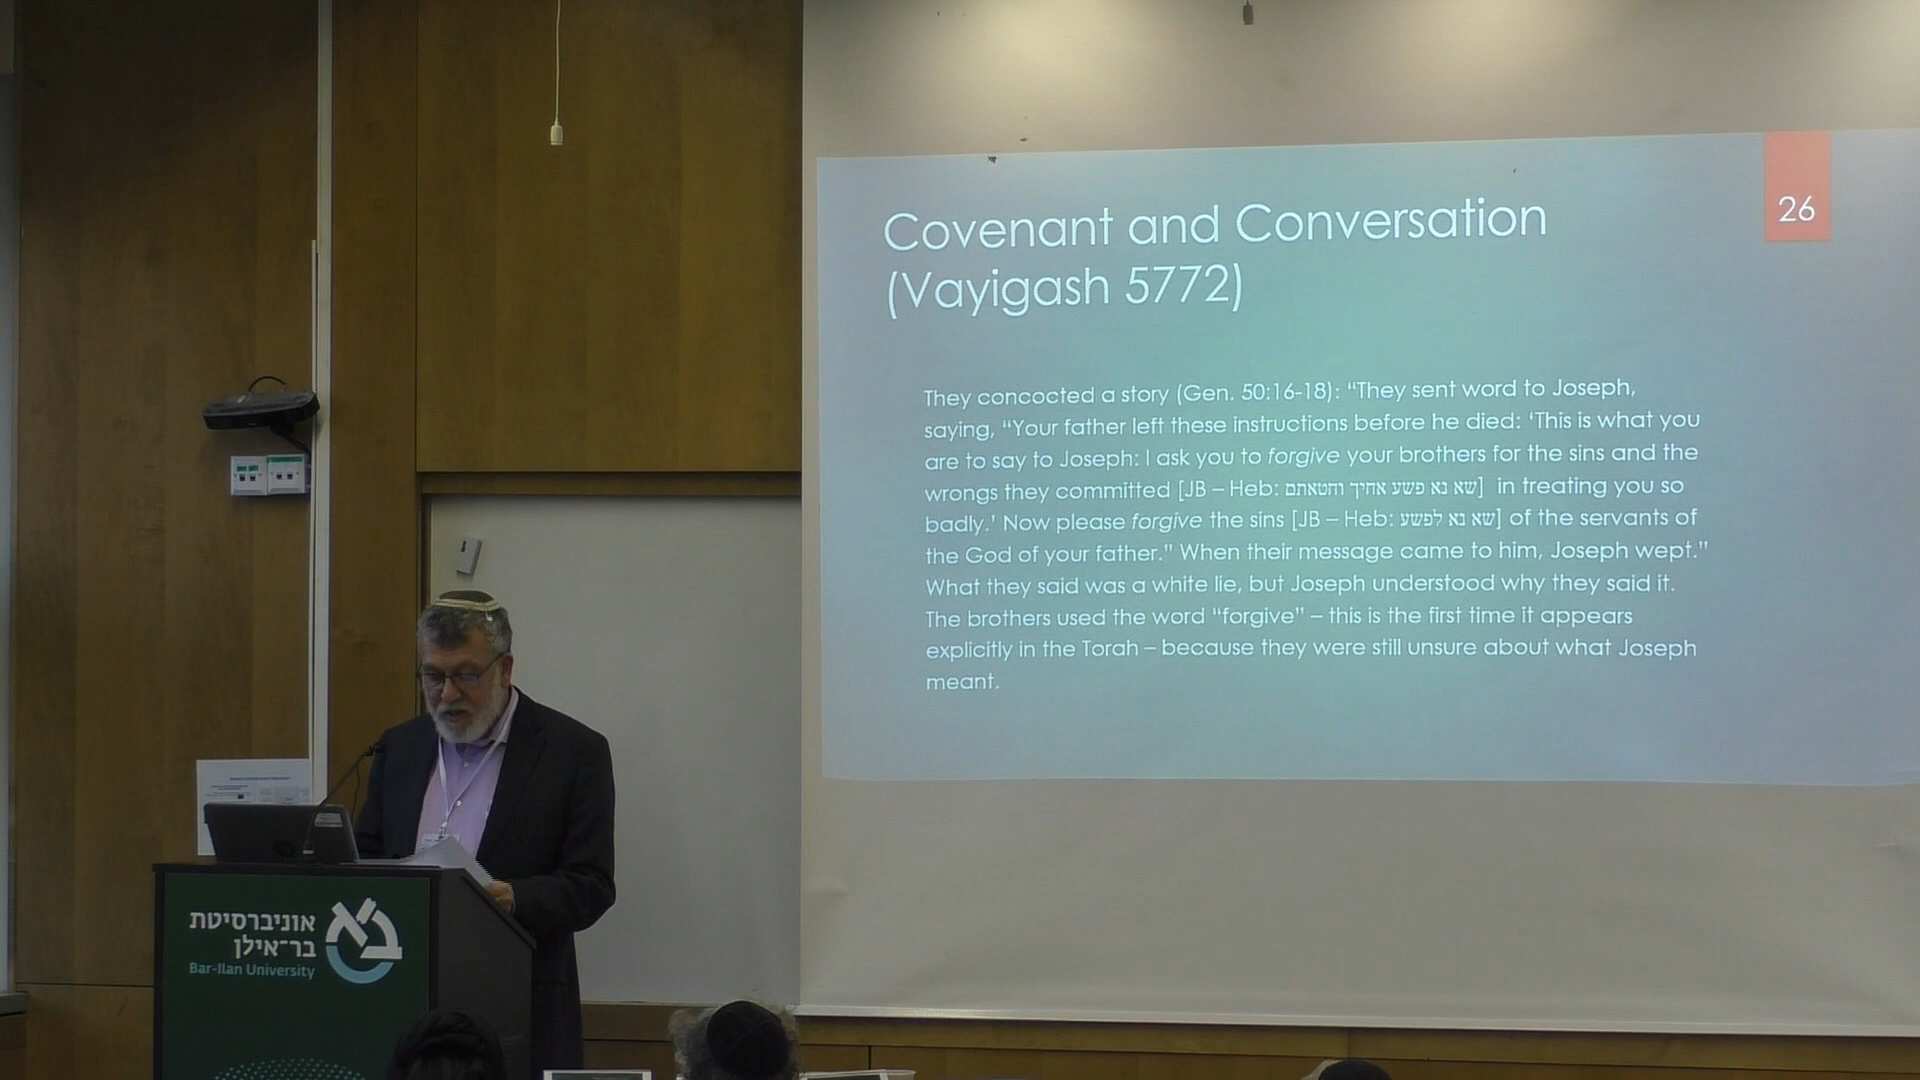 Covenant and Conversation
(Vayigash 5772)
26
They concocted a story (Gen. 50:16-18): “They sent word to Joseph,
saying, “Your father left these instructions before he died: ‘This is what you
are to say to Joseph: I ask you to forgive your brothers for the sins and the
wrongs they committed [JB – Heb: שא נא פשע אחיך וחטאתם] in treating you so
badly.’ Now please forgive the sins [JB – Heb: שא נא לפשע] of the servants of
the God of your father.” When their message came to him, Joseph wept.”
What they said was a white lie, but Joseph understood why they said it.
The brothers used the word “forgive” – this is the first time it appears
explicitly in the Torah – because they were still unsure about what Joseph
meant.
אוניברסיטת
בר־אילן
Bar-Ilan University